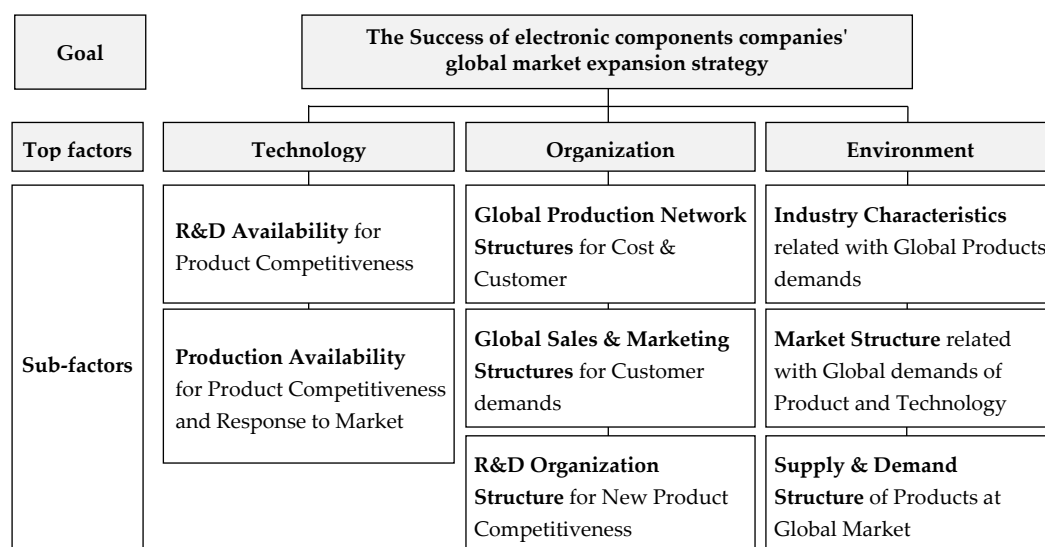 Goal
The Success of electronic components companies'
global market expansion strategy
Top factors
Technology
Organization
Environment
Sub-factors
R&D Availability for
Product Competitiveness
Production Availability
for Product Competitiveness
and Response to Market
Global Production Network
Structures for Cost &
Customer
Global Sales & Marketing
Structures for Customer
demands
R&D Organization
Structure for New Product
Competitiveness
Industry Characteristics
related with Global Products
demands
Market Structure related
with Global demands of
Product and Technology
Supply & Demand
Structure of Products at
Global Market